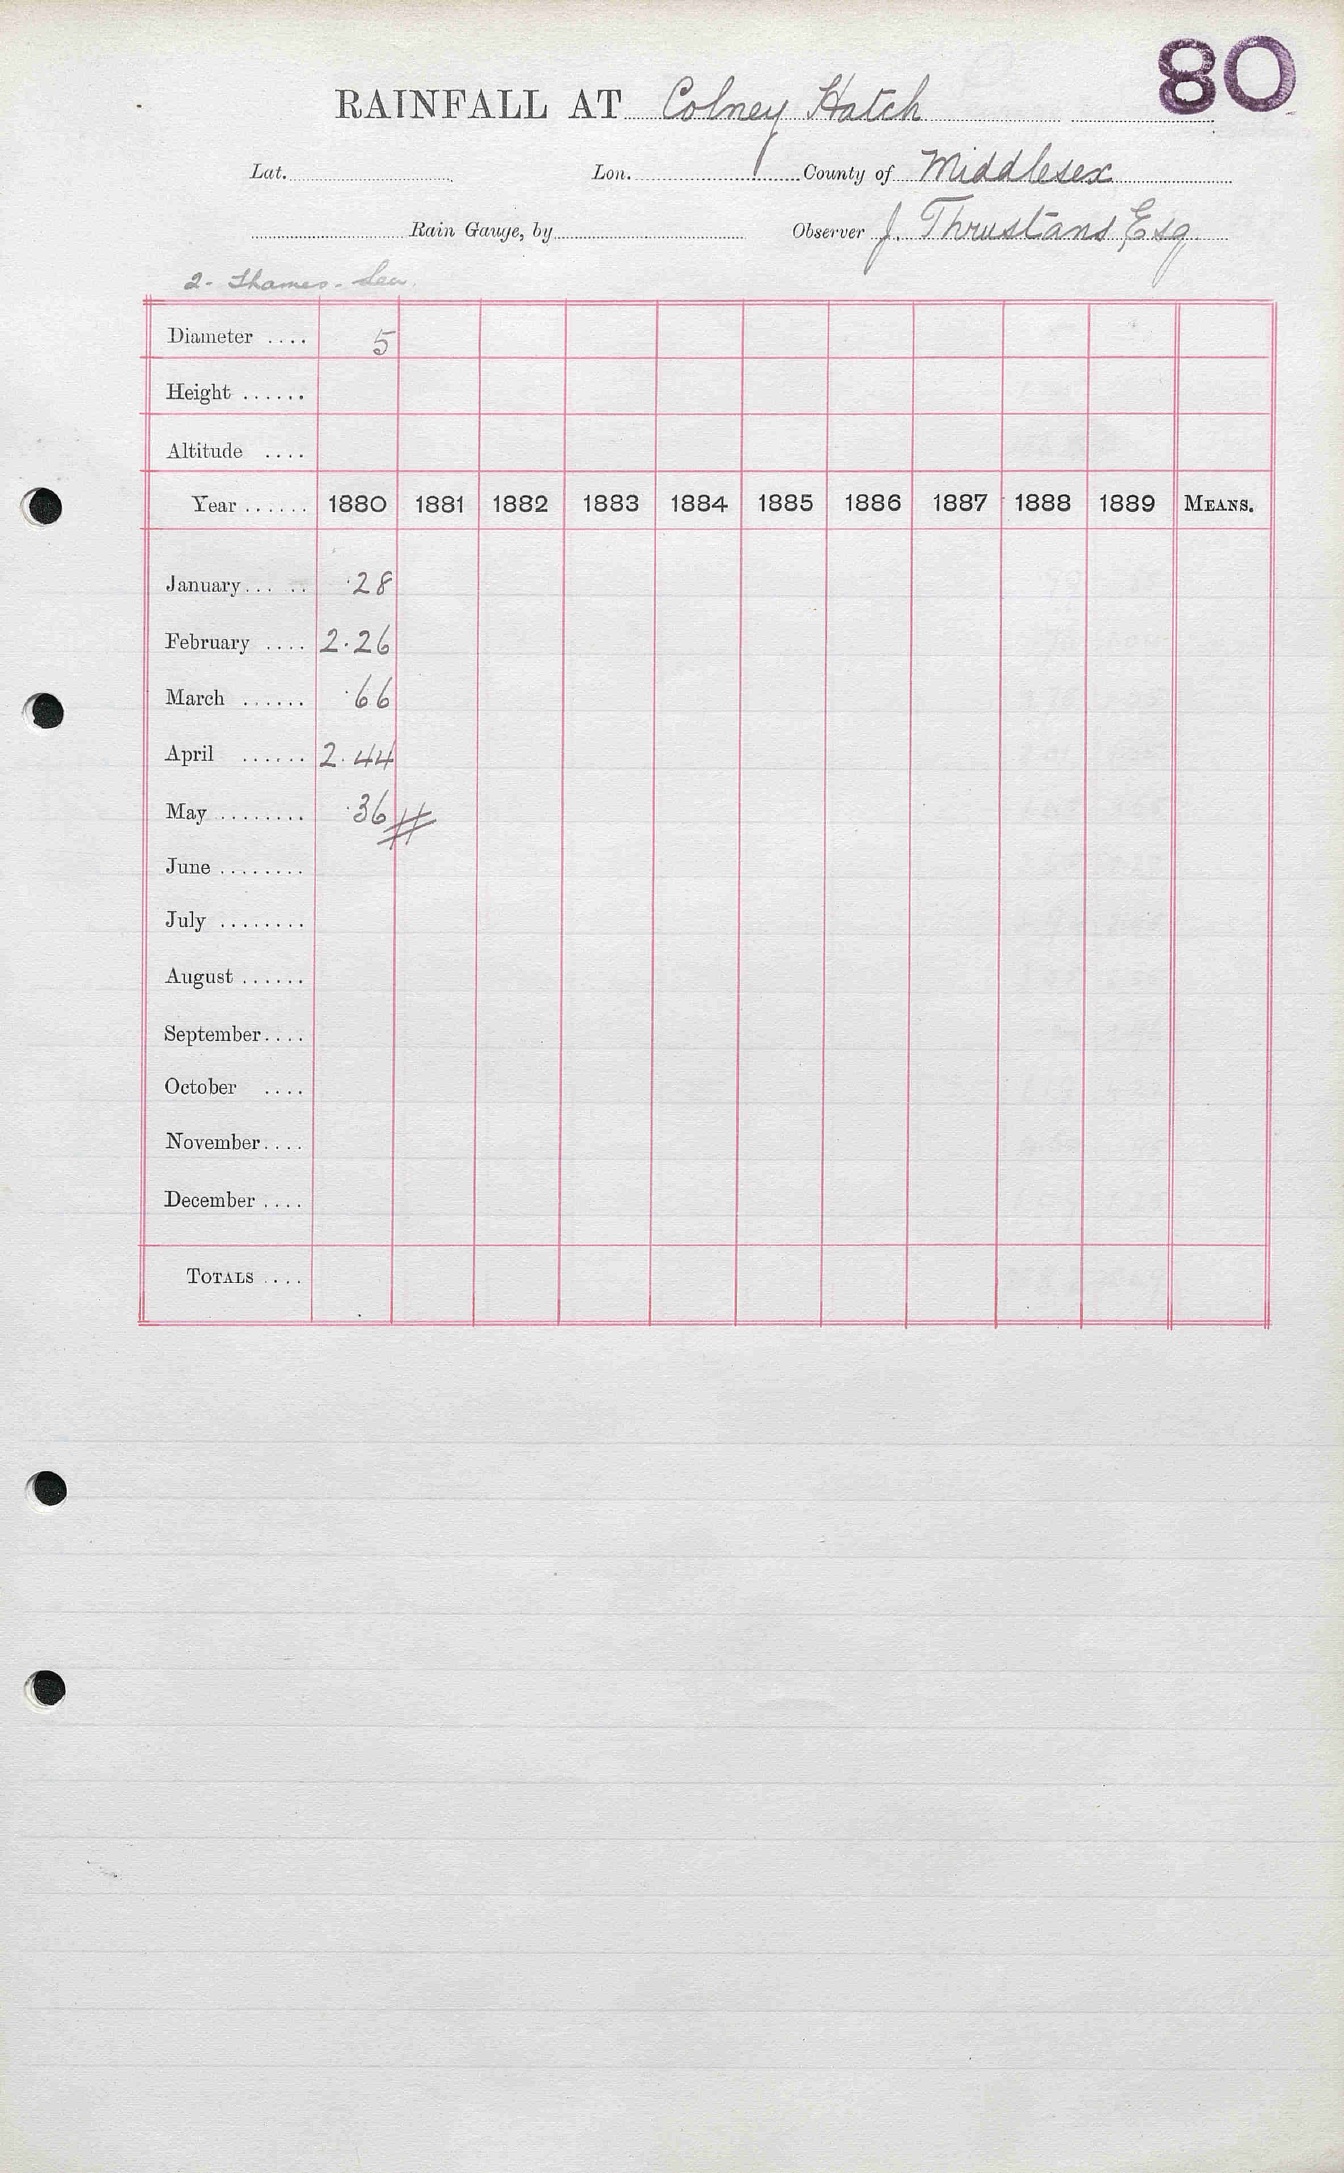 80
RAINFALL AT Colney Hatch
Lat. Lon. County of Middlesex
Rain Gauge, by Observer J. Thrustans Esq.
2 - Thames - Lea.
Diameter .... 5
Height ......
Altitude ....
Year ...... 1880 1881 1882 1883 1884 1885 1886 1887 1888 1889 MEANS.
January ... .. ·28
February .... 2·26
March ...... ·66
April ...... 2·44
May ........ ·36 #
June ........
July ........
August ......
September ....
October ....
November ....
December ....
TOTALS ....